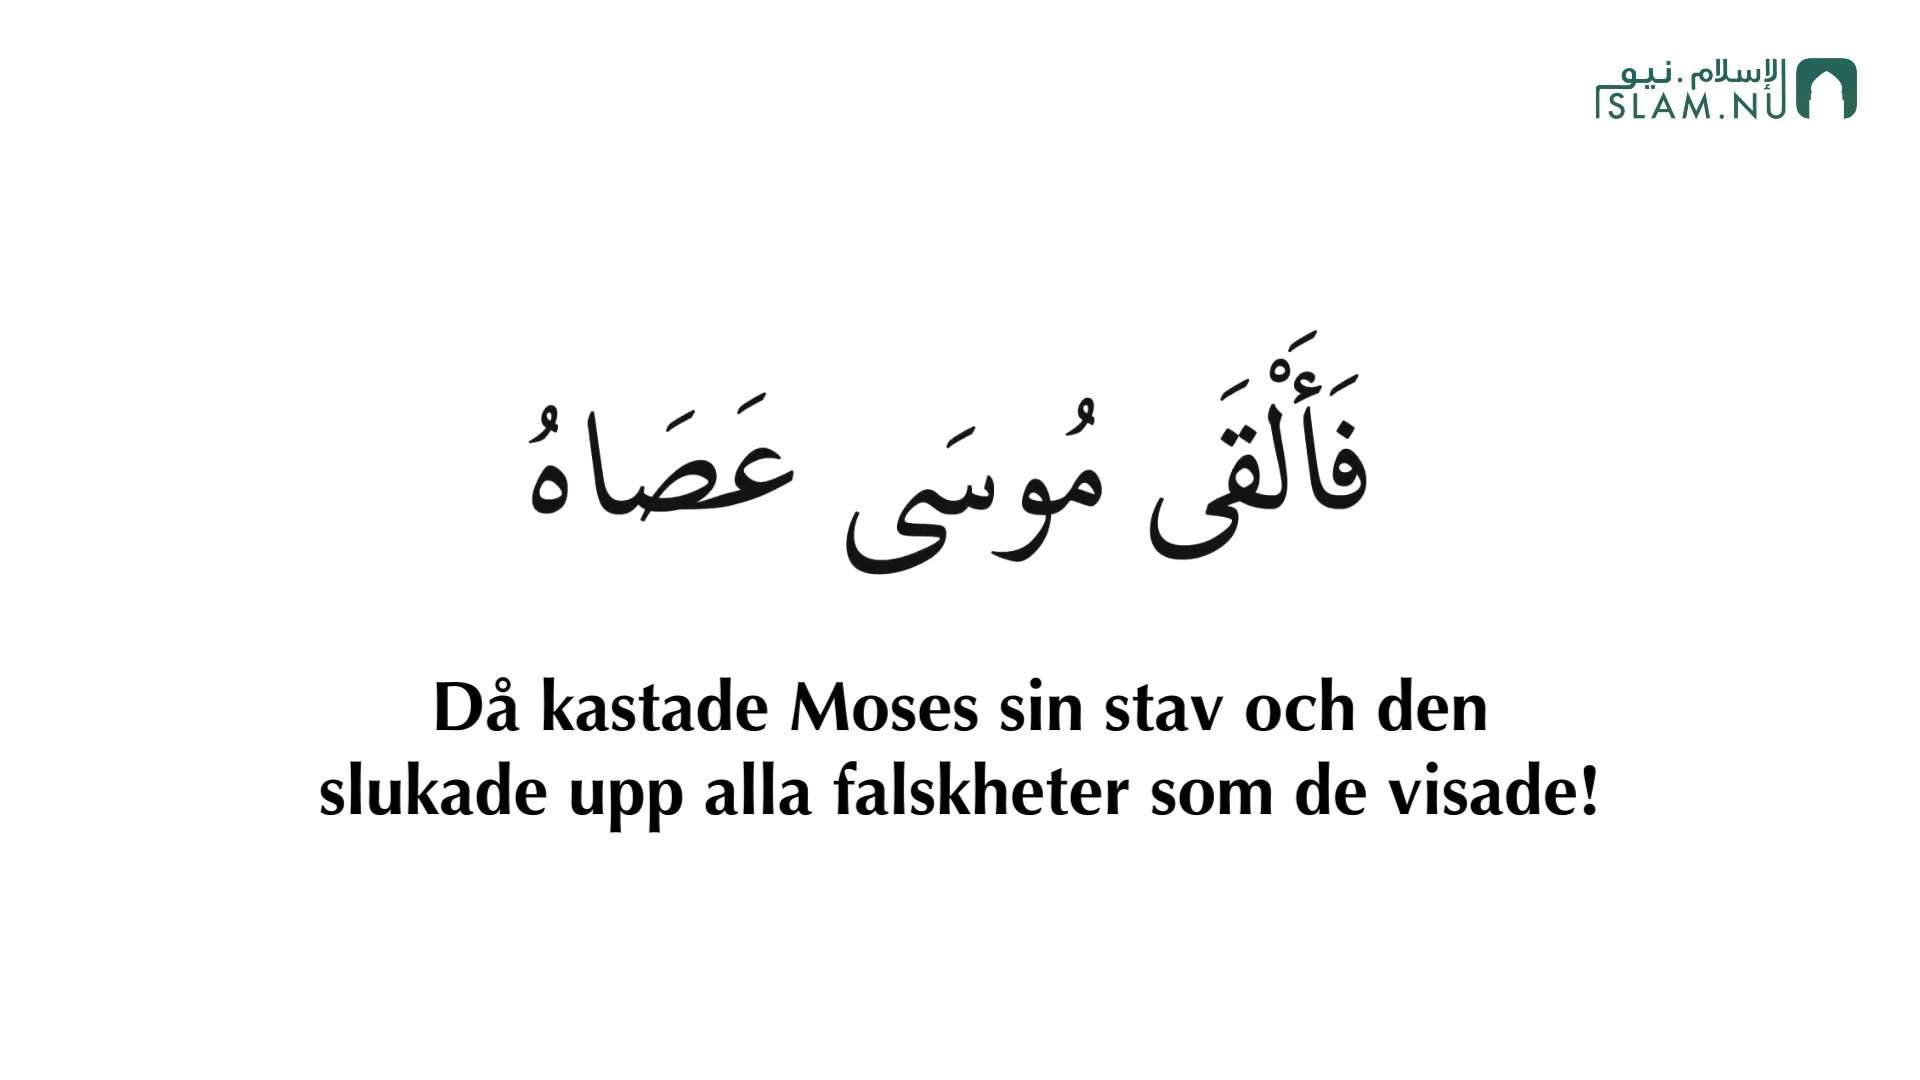 الإسلام.نيو
ISLAM.NU
فَأَلْقَى مُوسَى عَصَاهُ
Då kastade Moses sin stav och den
slukade upp alla falskheter som de visade!